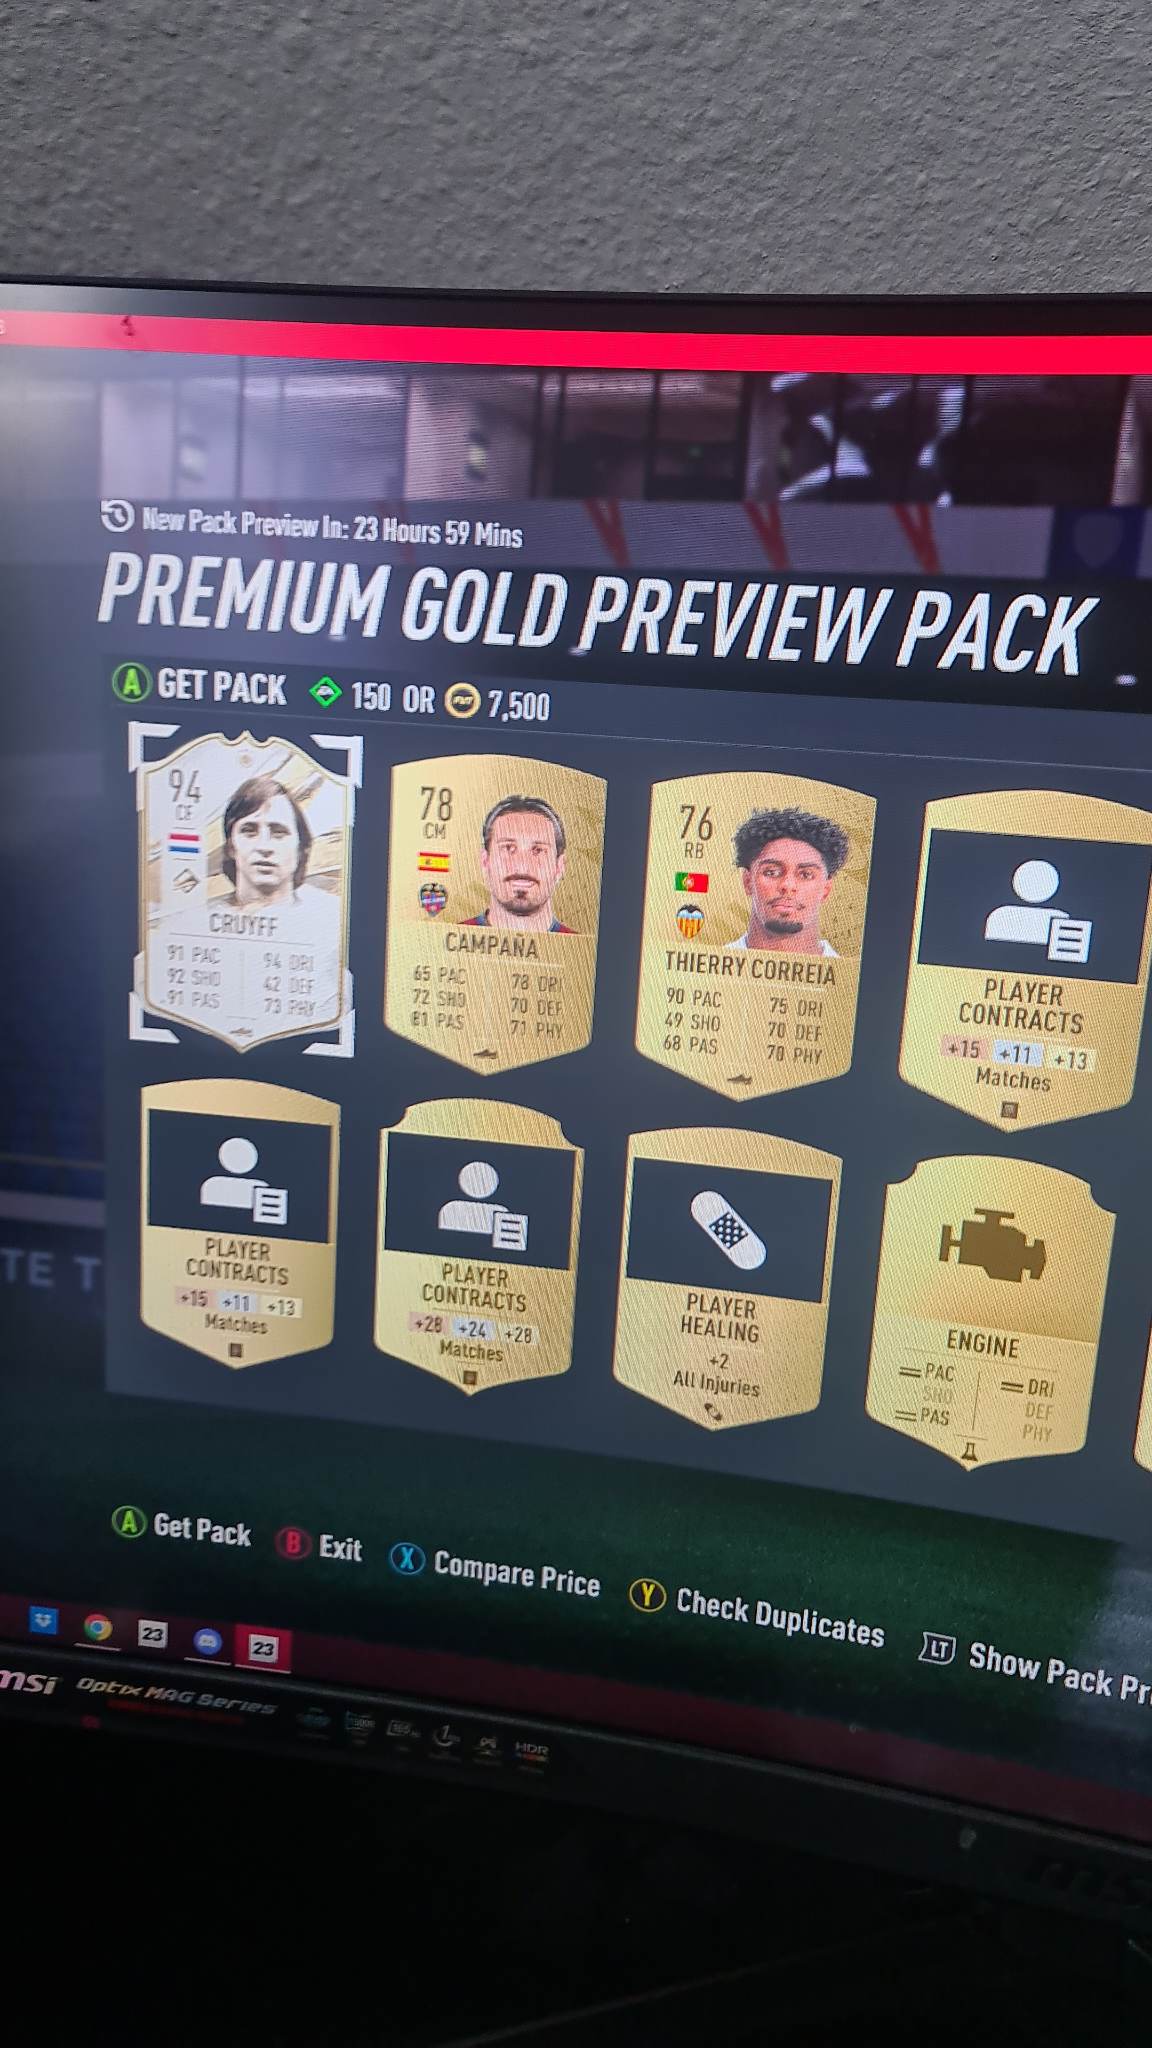 New Pack Preview In: 23 Hours 59 Mins
PREMIUM GOLD PREVIEW PACK
A GET PACK 150 OR 7,500
94
CF
CRUYFF
91 PAC 94 DRI
92 SHO 42 DEF
91 PAS 73 PHY
78
CM
CAMPAÑA
65 PAC 78 DRI
72 SHO 70 DEF
81 PAS 71 PHY
76
RB
THIERRY CORREIA
90 PAC 75 DRI
49 SHO 70 DEF
68 PAS 70 PHY
PLAYER
CONTRACTS
+15 +11 +13
Matches
PLAYER
CONTRACTS
+15 +11 +13
Matches
PLAYER
CONTRACTS
+28 +24 +28
Matches
PLAYER
HEALING
+2
All Injuries
ENGINE
PAC DRI
SHO DEF
PAS PHY
TE T
A Get Pack B Exit X Compare Price Y Check Duplicates LT Show Pack Pr
23 23
msi Optix MAG Series
HDR